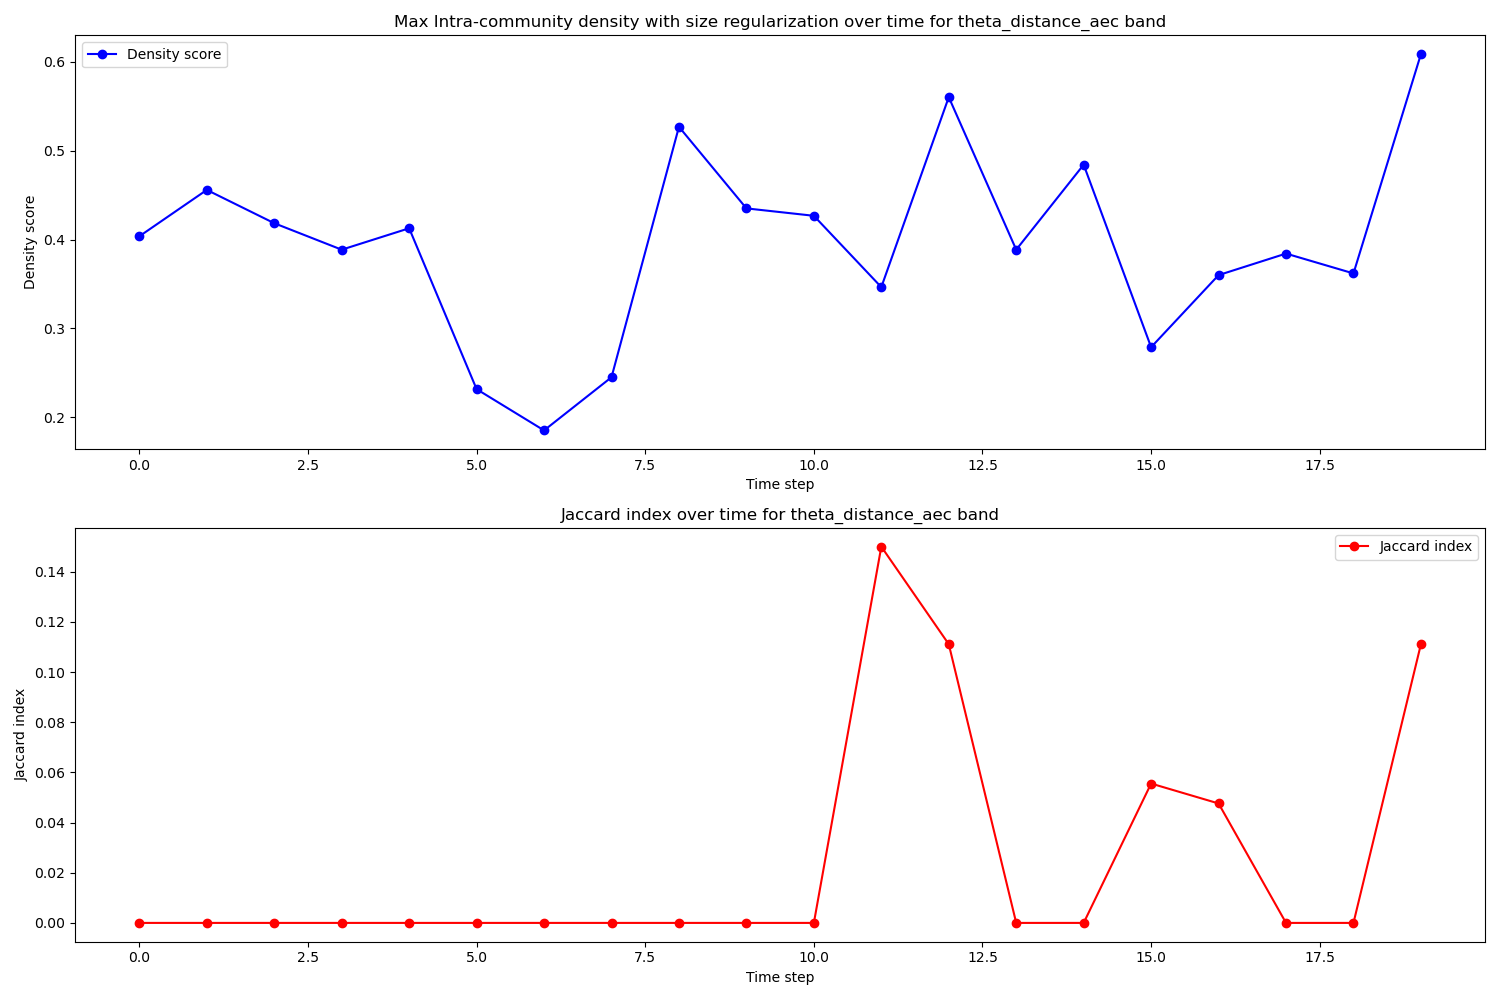 Max Intra-community density with size regularization over time for theta_distance_aec band
Density score
0.6
0.5
0.4
0.3
0.2
Density score
0.0 2.5 5.0 7.5 10.0 12.5 15.0 17.5
Time step
Jaccard index over time for theta_distance_aec band
Jaccard index
0.14
0.12
0.10
0.08
0.06
0.04
0.02
0.00
Jaccard index
0.0 2.5 5.0 7.5 10.0 12.5 15.0 17.5
Time step